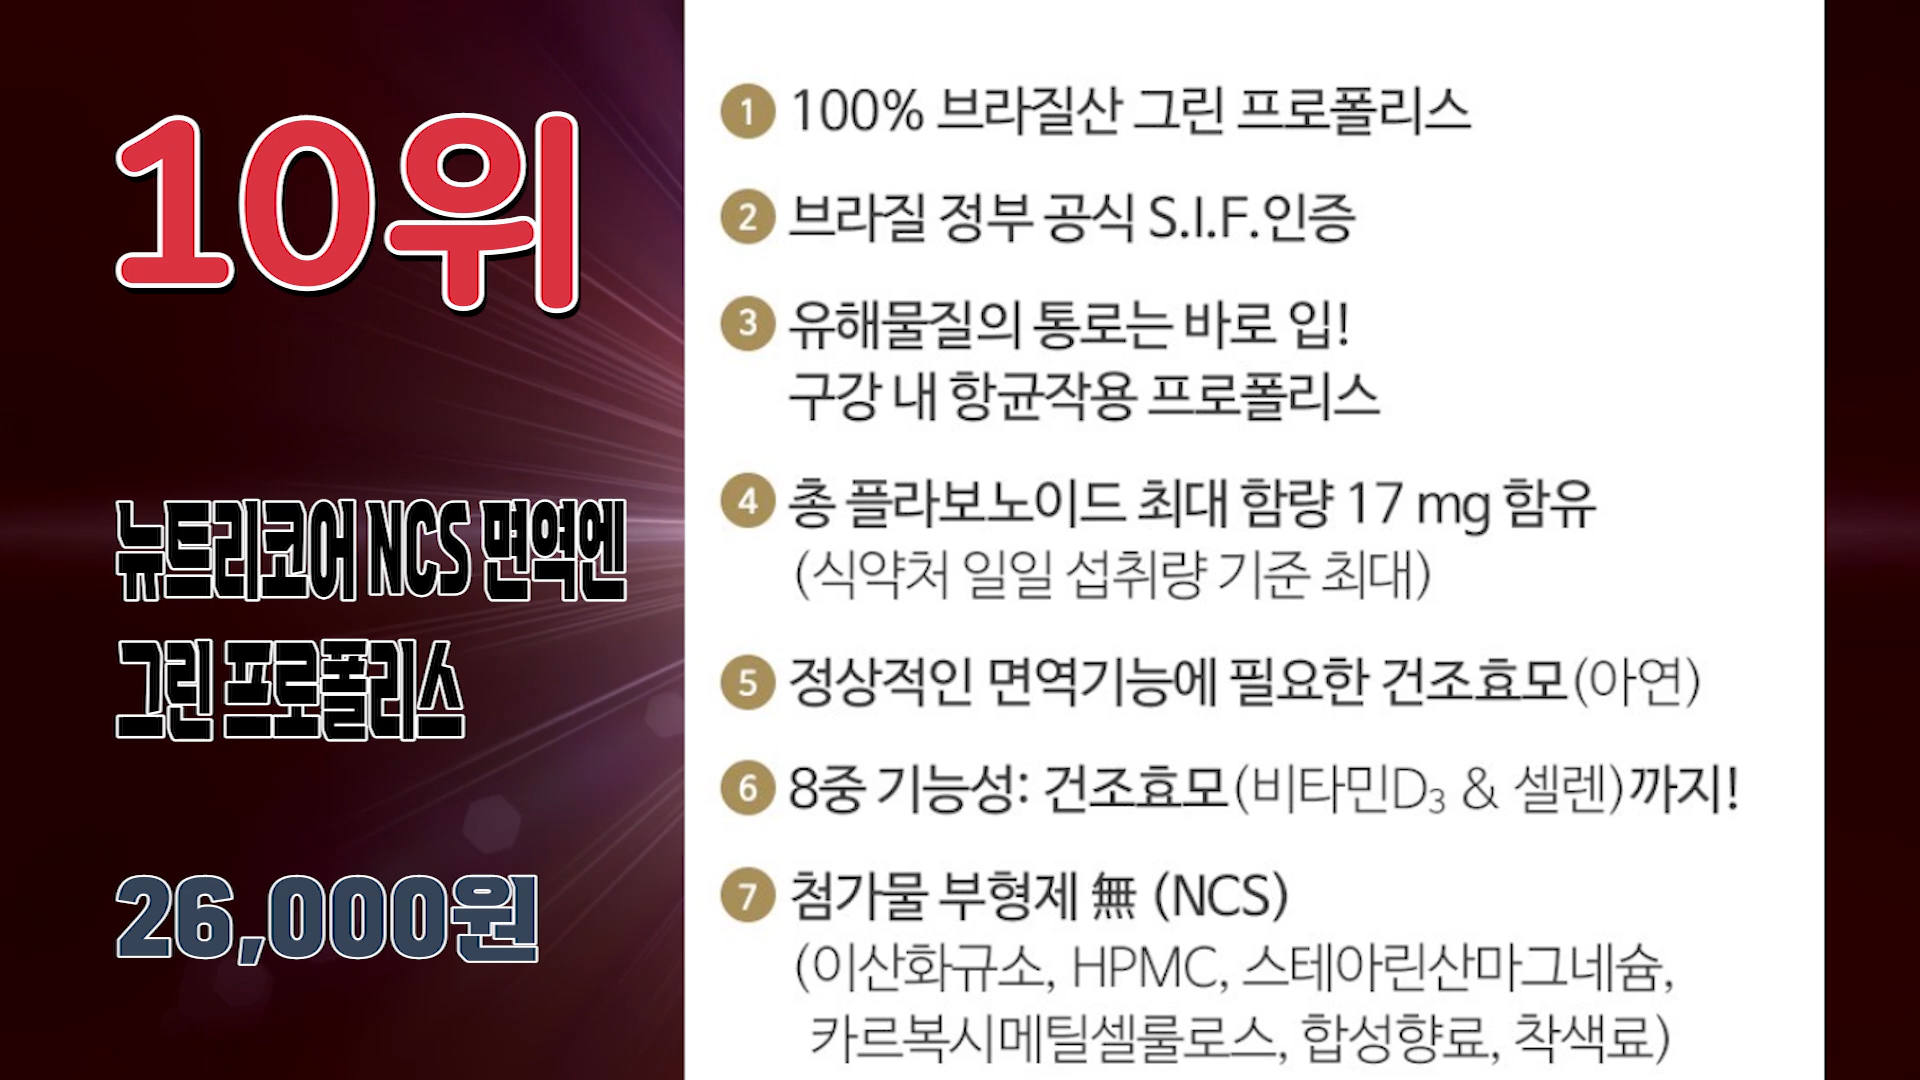 10위
뉴트리코어 NCS 면역엔
그린 프로폴리스
26,000원
1 100% 브라질산 그린 프로폴리스
2 브라질 정부 공식 S.I.F.인증
3 유해물질의 통로는 바로 입!
구강 내 항균작용 프로폴리스
4 총 플라보노이드 최대 함량 17 mg 함유
(식약처 일일 섭취량 기준 최대)
5 정상적인 면역기능에 필요한 건조효모(아연)
6 8중 기능성: 건조효모(비타민D₃ & 셀렌)까지!
7 첨가물 부형제 無 (NCS)
(이산화규소, HPMC, 스테아린산마그네슘,
카르복시메틸셀룰로스, 합성향료, 착색료)